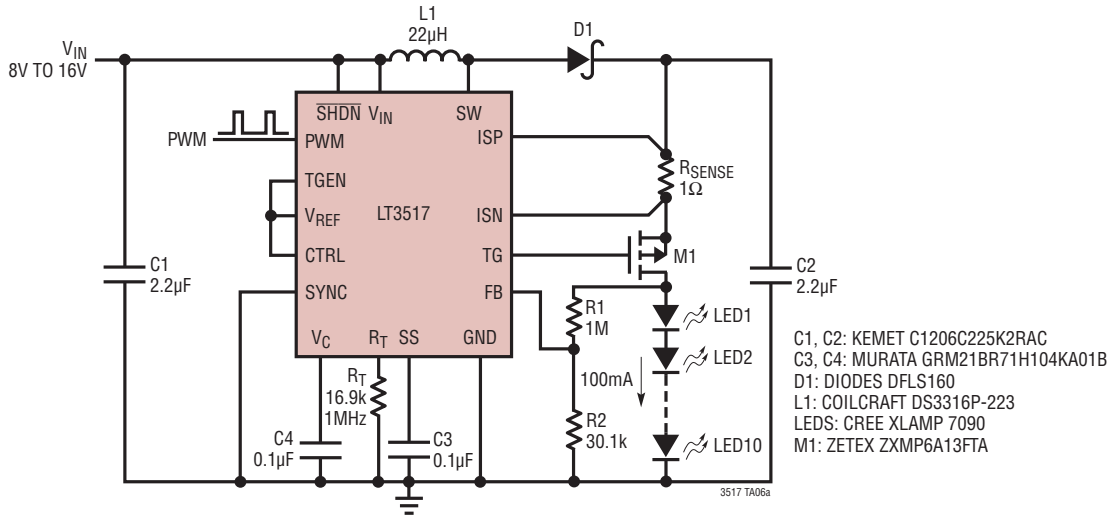 L1
22µH
D1
VIN
8V TO 16V
SHDN VIN SW
PWM
PWM
ISP
RSENSE
1Ω
TGEN
LT3517
VREF
ISN
CTRL
TG
M1
C1
2.2µF
C2
2.2µF
SYNC
FB
R1
1M
LED1
VC RT SS GND
LED2
C1, C2: KEMET C1206C225K2RAC
C3, C4: MURATA GRM21BR71H104KA01B
D1: DIODES DFLS160
L1: COILCRAFT DS3316P-223
LEDS: CREE XLAMP 7090
M1: ZETEX ZXMP6A13FTA
RT
16.9k
1MHz
100mA
R2
30.1k
C4
0.1µF
C3
0.1µF
LED10
3517 TA06a